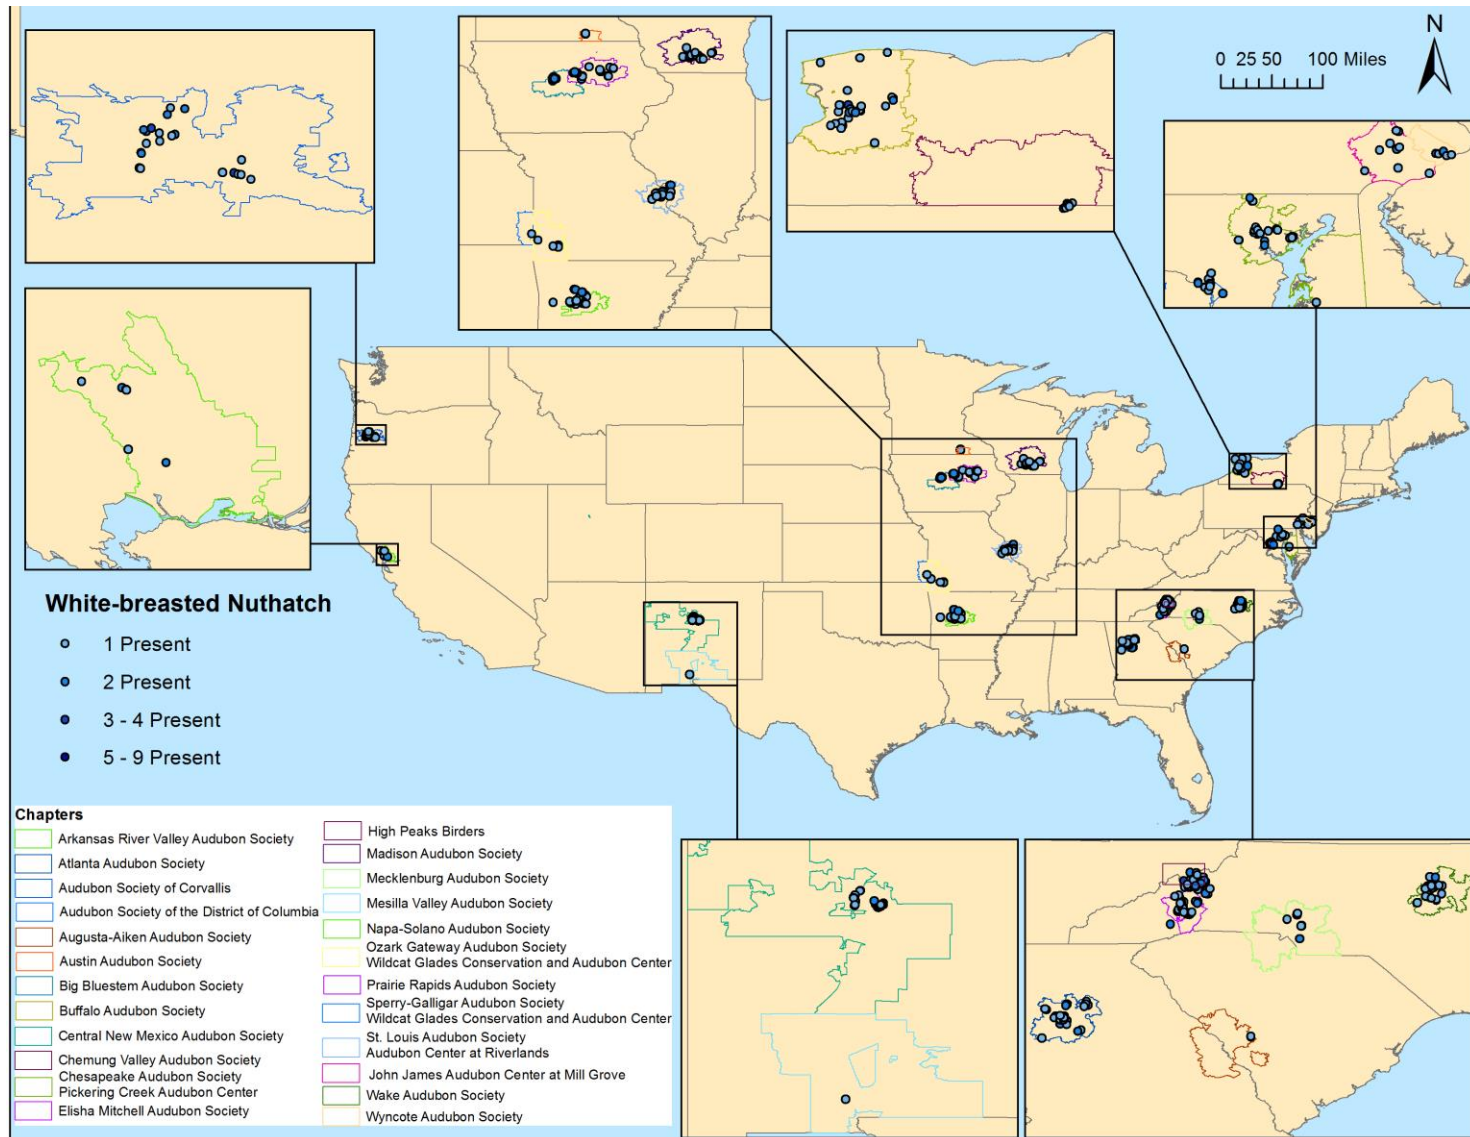 N
0 25 50 100 Miles
White-breasted Nuthatch
1 Present
2 Present
3 - 4 Present
5 - 9 Present
Chapters
Arkansas River Valley Audubon Society
Atlanta Audubon Society
Audubon Society of Corvallis
Audubon Society of the District of Columbia
Augusta-Aiken Audubon Society
Austin Audubon Society
Big Bluestem Audubon Society
Buffalo Audubon Society
Central New Mexico Audubon Society
Chemung Valley Audubon Society
Chesapeake Audubon Society
Pickering Creek Audubon Center
Elisha Mitchell Audubon Society
High Peaks Birders
Madison Audubon Society
Mecklenburg Audubon Society
Mesilla Valley Audubon Society
Napa-Solano Audubon Society
Ozark Gateway Audubon Society
Wildcat Glades Conservation and Audubon Center
Prairie Rapids Audubon Society
Sperry-Galligar Audubon Society
Wildcat Glades Conservation and Audubon Center
St. Louis Audubon Society
Audubon Center at Riverlands
John James Audubon Center at Mill Grove
Wake Audubon Society
Wyncote Audubon Society